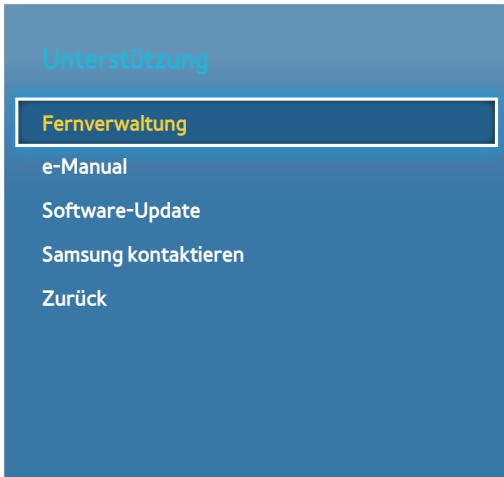 Unterstützung
Fernverwaltung
e-Manual
Software-Update
Samsung kontaktieren
Zurück